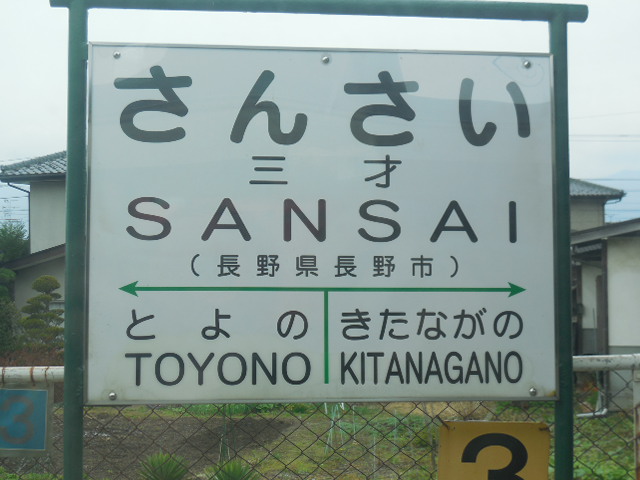 さんさい
三才
SANSAI
(長野県長野市)
とよの きたながの
TOYONO KITANAGANO
3
3